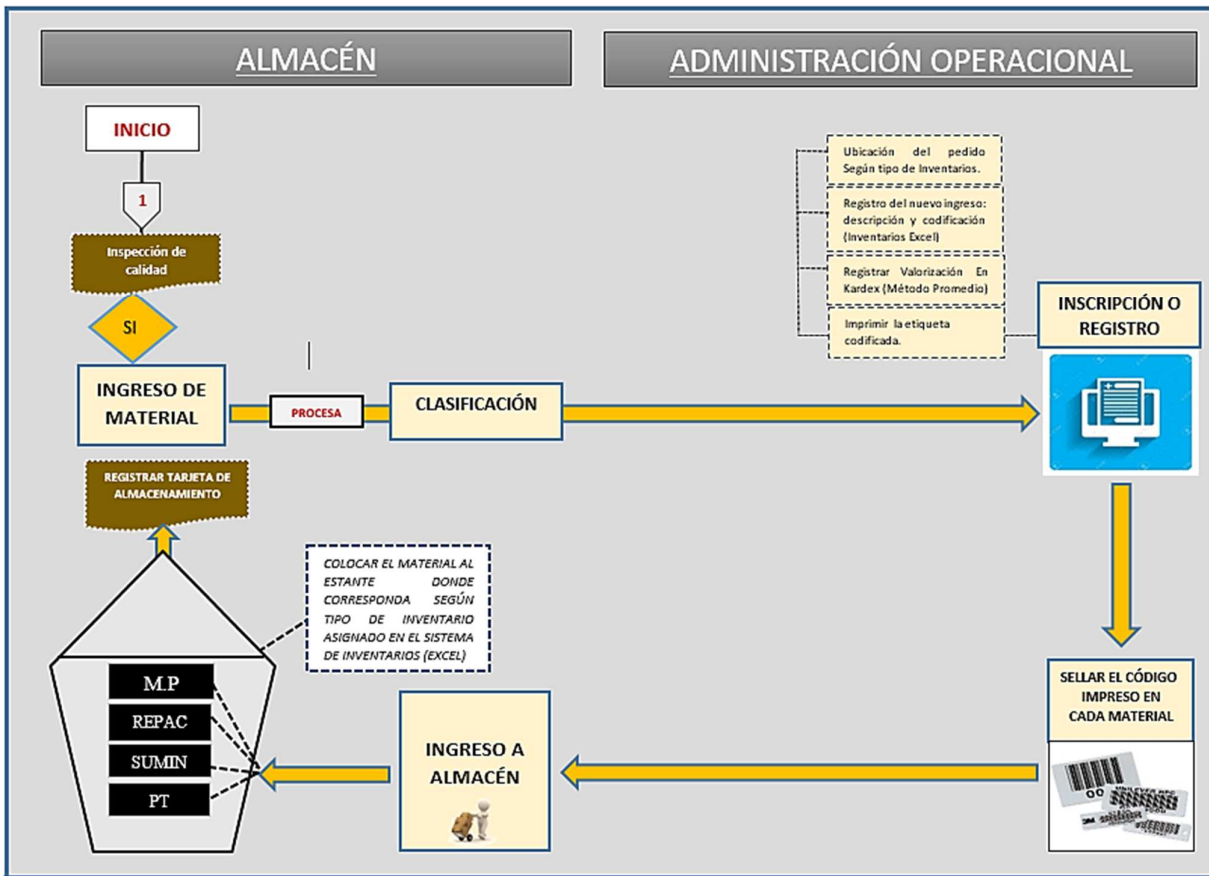 ALMACÉN
ADMINISTRACIÓN OPERACIONAL
INICIO
1
Inspección de
calidad
SI
INGRESO DE
MATERIAL
PROCESA
CLASIFICACIÓN
Ubicación del pedido
Según tipo de Inventarios.
Registro del nuevo ingreso:
descripción y codificación
(Inventarios Excel)
Registrar Valorización En
Kardex (Método Promedio)
Imprimir la etiqueta
codificada.
INSCRIPCIÓN O
REGISTRO
SELLAR EL CÓDIGO
IMPRESO EN
CADA MATERIAL
UNILEVER HPC
3M
INGRESO A
ALMACÉN
COLOCAR EL MATERIAL AL
ESTANTE DONDE
CORRESPONDA SEGÚN
TIPO DE INVENTARIO
ASIGNADO EN EL SISTEMA
DE INVENTARIOS (EXCEL)
M.P
REPAC
SUMIN
PT
REGISTRAR TARJETA DE
ALMACENAMIENTO